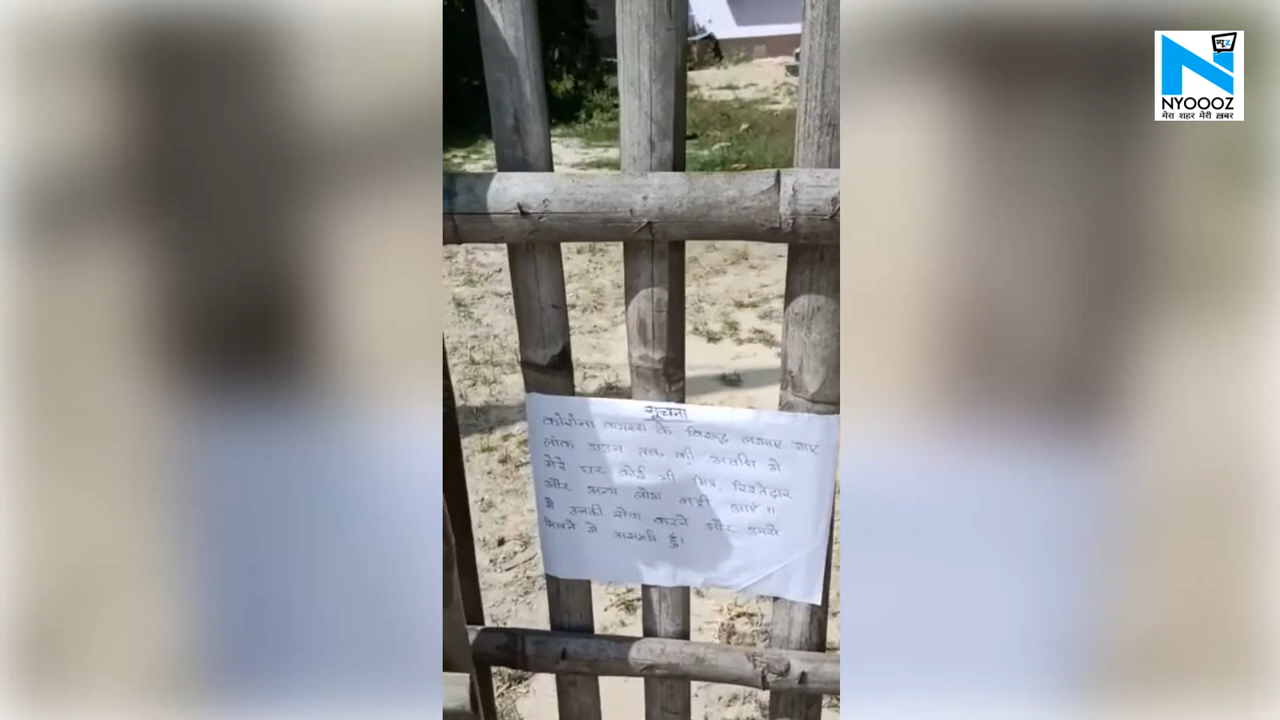 न्यूz
NYOOOZ
मेरा शहर मेरी ख़बर
सूचना
कोरोना वायरस के विरूद्ध लगाए गए
लॉक डाउन तक की अवधि में
मेरे घर कोई भी मित्र, रिश्तेदार
और अन्य लोग नहीं आएं ॥
मैं उनकी सेवा करने और उनसे
मिलने में असमर्थ हूँ।